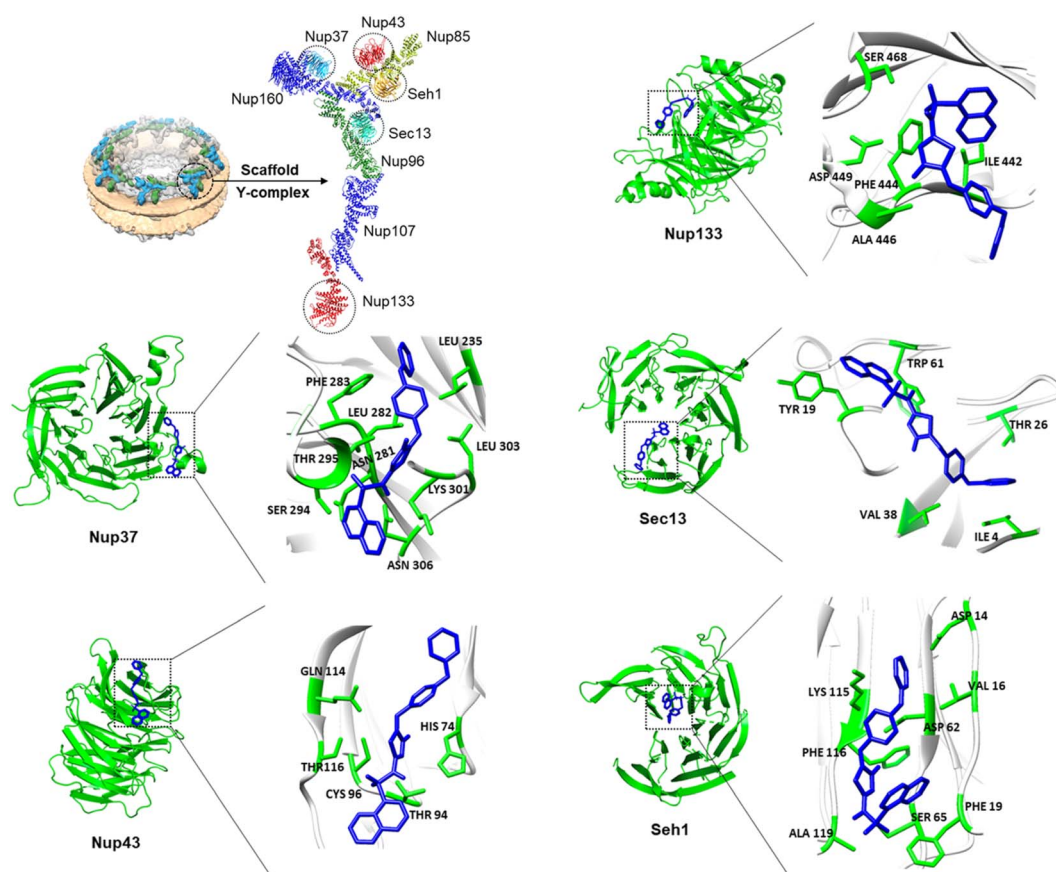 Nup43
Nup37
Nup85
Nup160
Seh1
Sec13
Scaffold
Y-complex
Nup96
Nup107
Nup133
SER 468
ASP 449
PHE 444
ILE 442
ALA 446
Nup133
LEU 235
PHE 283
LEU 282
LEU 303
THR 295
ASN 281
LYS 301
SER 294
ASN 306
Nup37
TRP 61
TYR 19
THR 26
VAL 38
ILE 4
Sec13
GLN 114
HIS 74
THR116
CYS 96
THR 94
Nup43
ASP 14
LYS 115
VAL 16
ASP 62
PHE 116
PHE 19
SER 65
ALA 119
Seh1